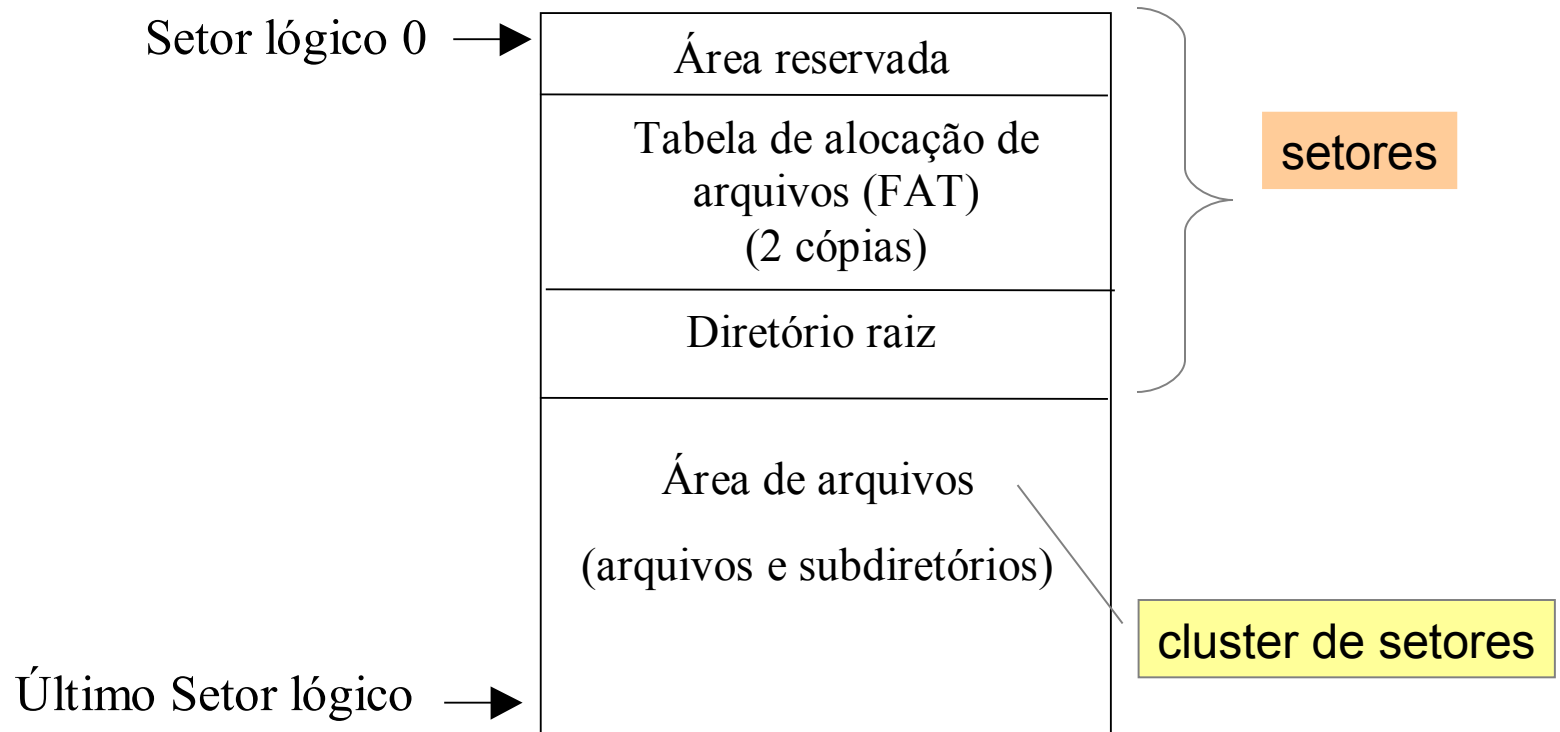 Setor lógico 0
Área reservada
Tabela de alocação de
arquivos (FAT)
(2 cópias)
setores
Diretório raiz
Área de arquivos
(arquivos e subdiretórios)
cluster de setores
Último Setor lógico